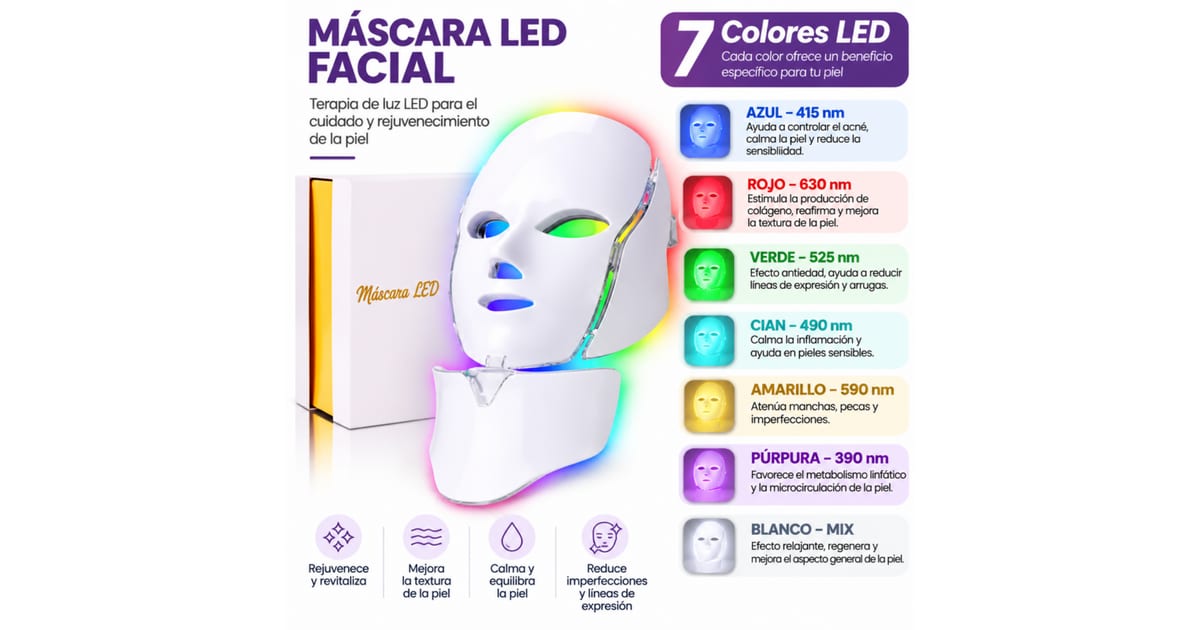 MÁSCARA LED
FACIAL
Terapia de luz LED para el
cuidado y rejuvenecimiento
de la piel
Máscara LED
7 Colores LED
Cada color ofrece un beneficio
específico para tu piel
AZUL – 415 nm
Ayuda a controlar el acné,
calma la piel y reduce la
sensibliidad.
ROJO – 630 nm
Estimula la producción de
colágeno, reafirma y mejora
la textura de la piel.
VERDE – 525 nm
Efecto antiedad, ayuda a reducir
líneas de expresión y arrugas.
CIAN – 490 nm
Calma la inflamación y
ayuda en pieles sensibles.
AMARILLO – 590 nm
Atenúa manchas, pecas y
imperfecciones.
PÚRPURA – 390 nm
Favorece el metabolismo linfático
y la microcirculación de la piel.
BLANCO – MIX
Efecto relajante, regenera y
mejora el aspecto general de la piel.
Rejuvenece
y revitaliza
Mejora
la textura
de la piel
Calma y
equilibra
la piel
Reduce
imperfecciones
y líneas de
expresión